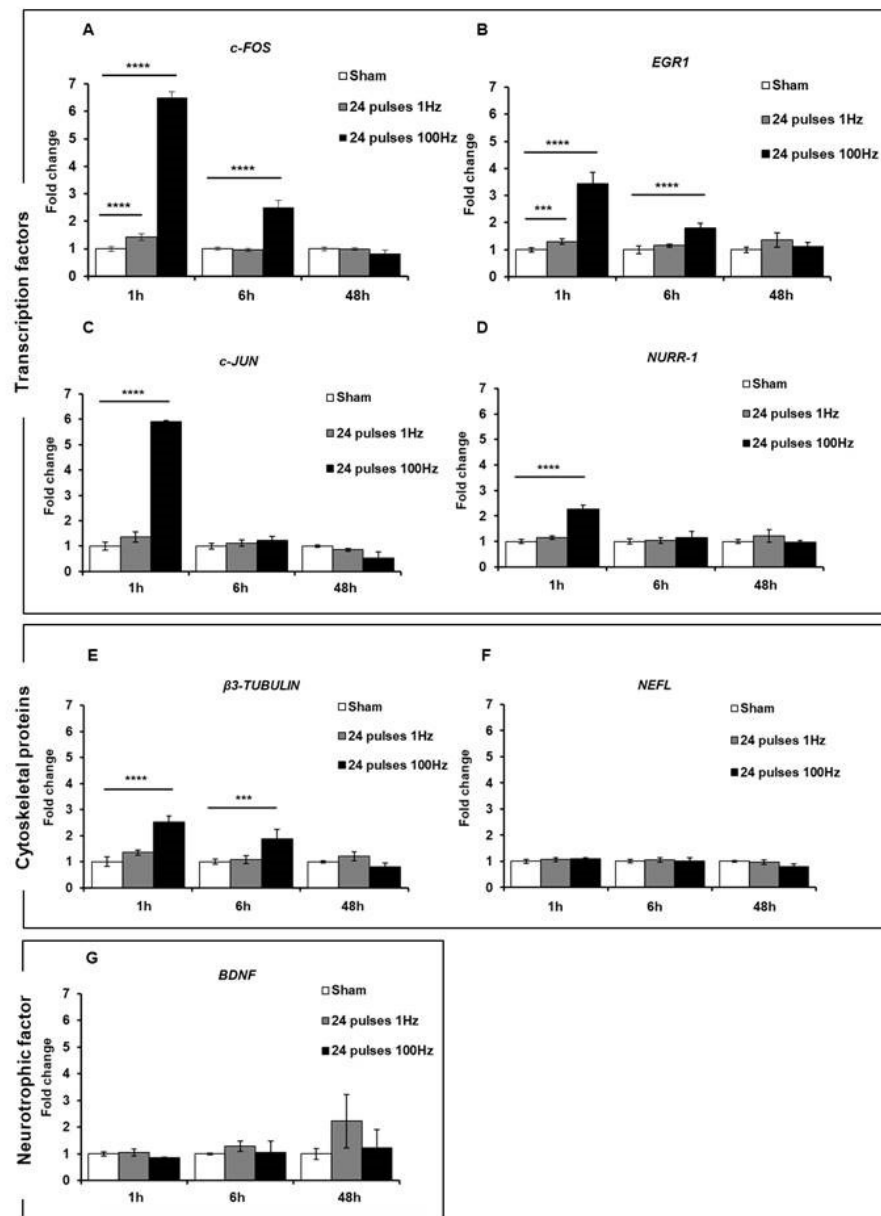 Transcription factors
A
c-FOS
****
****
****
Sham
24 pulses 1Hz
24 pulses 100Hz
Fold change
7
6
5
4
3
2
1
0
1h
6h
48h
B
EGR1
****
***
****
Sham
24 pulses 1Hz
24 pulses 100Hz
Fold change
7
6
5
4
3
2
1
0
1h
6h
48h
C
c-JUN
****
Sham
24 pulses 1Hz
24 pulses 100Hz
Fold change
7
6
5
4
3
2
1
0
1h
6h
48h
D
NURR-1
****
Sham
24 pulses 1Hz
24 pulses 100Hz
Fold change
7
6
5
4
3
2
1
0
1h
6h
48h
Cytoskeletal proteins
E
β3-TUBULIN
****
***
Sham
24 pulses 1Hz
24 pulses 100Hz
Fold change
7
6
5
4
3
2
1
0
1h
6h
48h
F
NEFL
Sham
24 pulses 1Hz
24 pulses 100Hz
Fold change
7
6
5
4
3
2
1
0
1h
6h
48h
Neurotrophic factor
G
BDNF
Sham
24 pulses 1Hz
24 pulses 100Hz
Fold change
7
6
5
4
3
2
1
0
1h
6h
48h